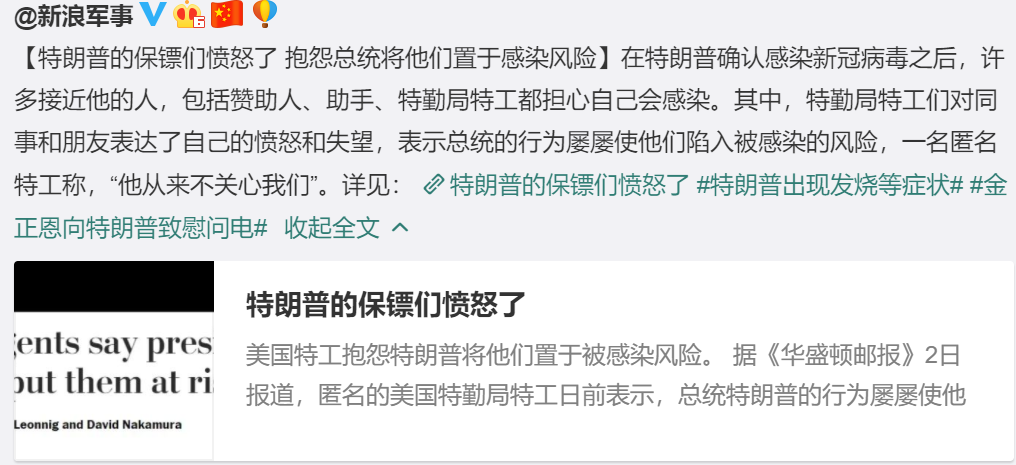 @新浪军事
【特朗普的保镖们愤怒了 抱怨总统将他们置于感染风险】在特朗普确认感染新冠病毒之后，许
多接近他的人，包括赞助人、助手、特勤局特工都担心自己会感染。其中，特勤局特工们对同
事和朋友表达了自己的愤怒和失望，表示总统的行为屡屡使他们陷入被感染的风险，一名匿名
特工称，“他从来不关心我们”。详见： 特朗普的保镖们愤怒了 #特朗普出现发烧等症状# #金
正恩向特朗普致慰问电# 收起全文
ents say pres
put them at ri
Leonnig and David Nakamura
特朗普的保镖们愤怒了
美国特工抱怨特朗普将他们置于被感染风险。 据《华盛顿邮报》2日
报道，匿名的美国特勤局特工日前表示，总统特朗普的行为屡屡使他